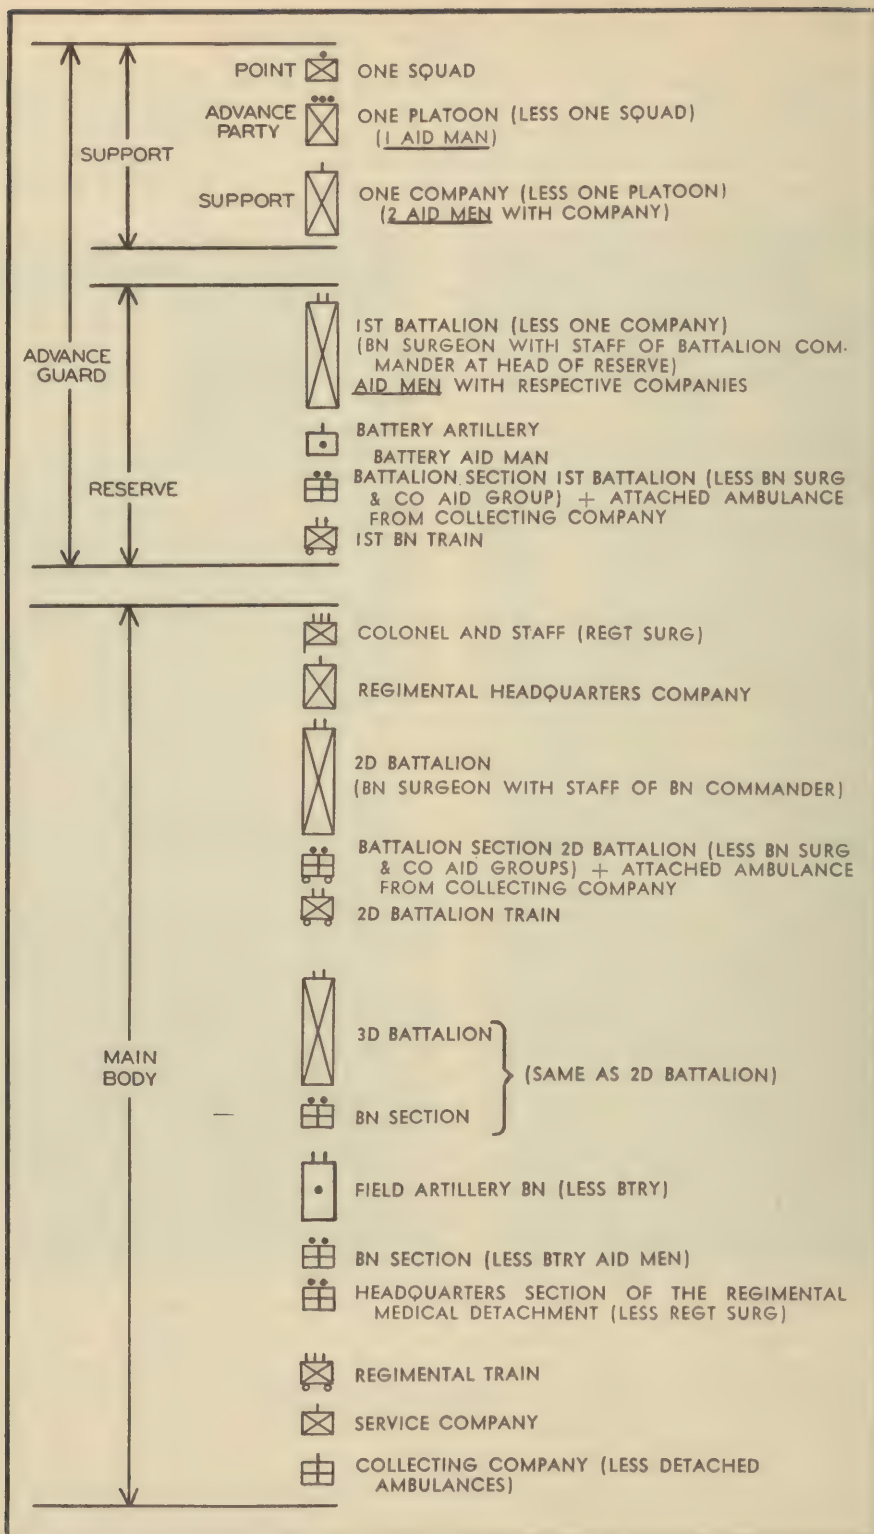 POINT ONE SQUAD
ADVANCE PARTY ONE PLATOON (LESS ONE SQUAD)
(1 AID MAN)
SUPPORT
SUPPORT ONE COMPANY (LESS ONE PLATOON)
(2 AID MEN WITH COMPANY)
ADVANCE
GUARD
RESERVE
1ST BATTALION (LESS ONE COMPANY)
(BN SURGEON WITH STAFF OF BATTALION COM-
MANDER AT HEAD OF RESERVE)
AID MEN WITH RESPECTIVE COMPANIES
BATTERY ARTILLERY
BATTERY AID MAN
BATTALION SECTION 1ST BATTALION (LESS BN SURG
& CO AID GROUP) + ATTACHED AMBULANCE
FROM COLLECTING COMPANY
1ST BN TRAIN
MAIN
BODY
COLONEL AND STAFF (REGT SURG)
REGIMENTAL HEADQUARTERS COMPANY
2D BATTALION
(BN SURGEON WITH STAFF OF BN COMMANDER)
BATTALION SECTION 2D BATTALION (LESS BN SURG
& CO AID GROUPS) + ATTACHED AMBULANCE
FROM COLLECTING COMPANY
2D BATTALION TRAIN
3D BATTALION
(SAME AS 2D BATTALION)
BN SECTION
FIELD ARTILLERY BN (LESS BTRY)
BN SECTION (LESS BTRY AID MEN)
HEADQUARTERS SECTION OF THE REGIMENTAL
MEDICAL DETACHMENT (LESS REGT SURG)
REGIMENTAL TRAIN
SERVICE COMPANY
COLLECTING COMPANY (LESS DETACHED
AMBULANCES)